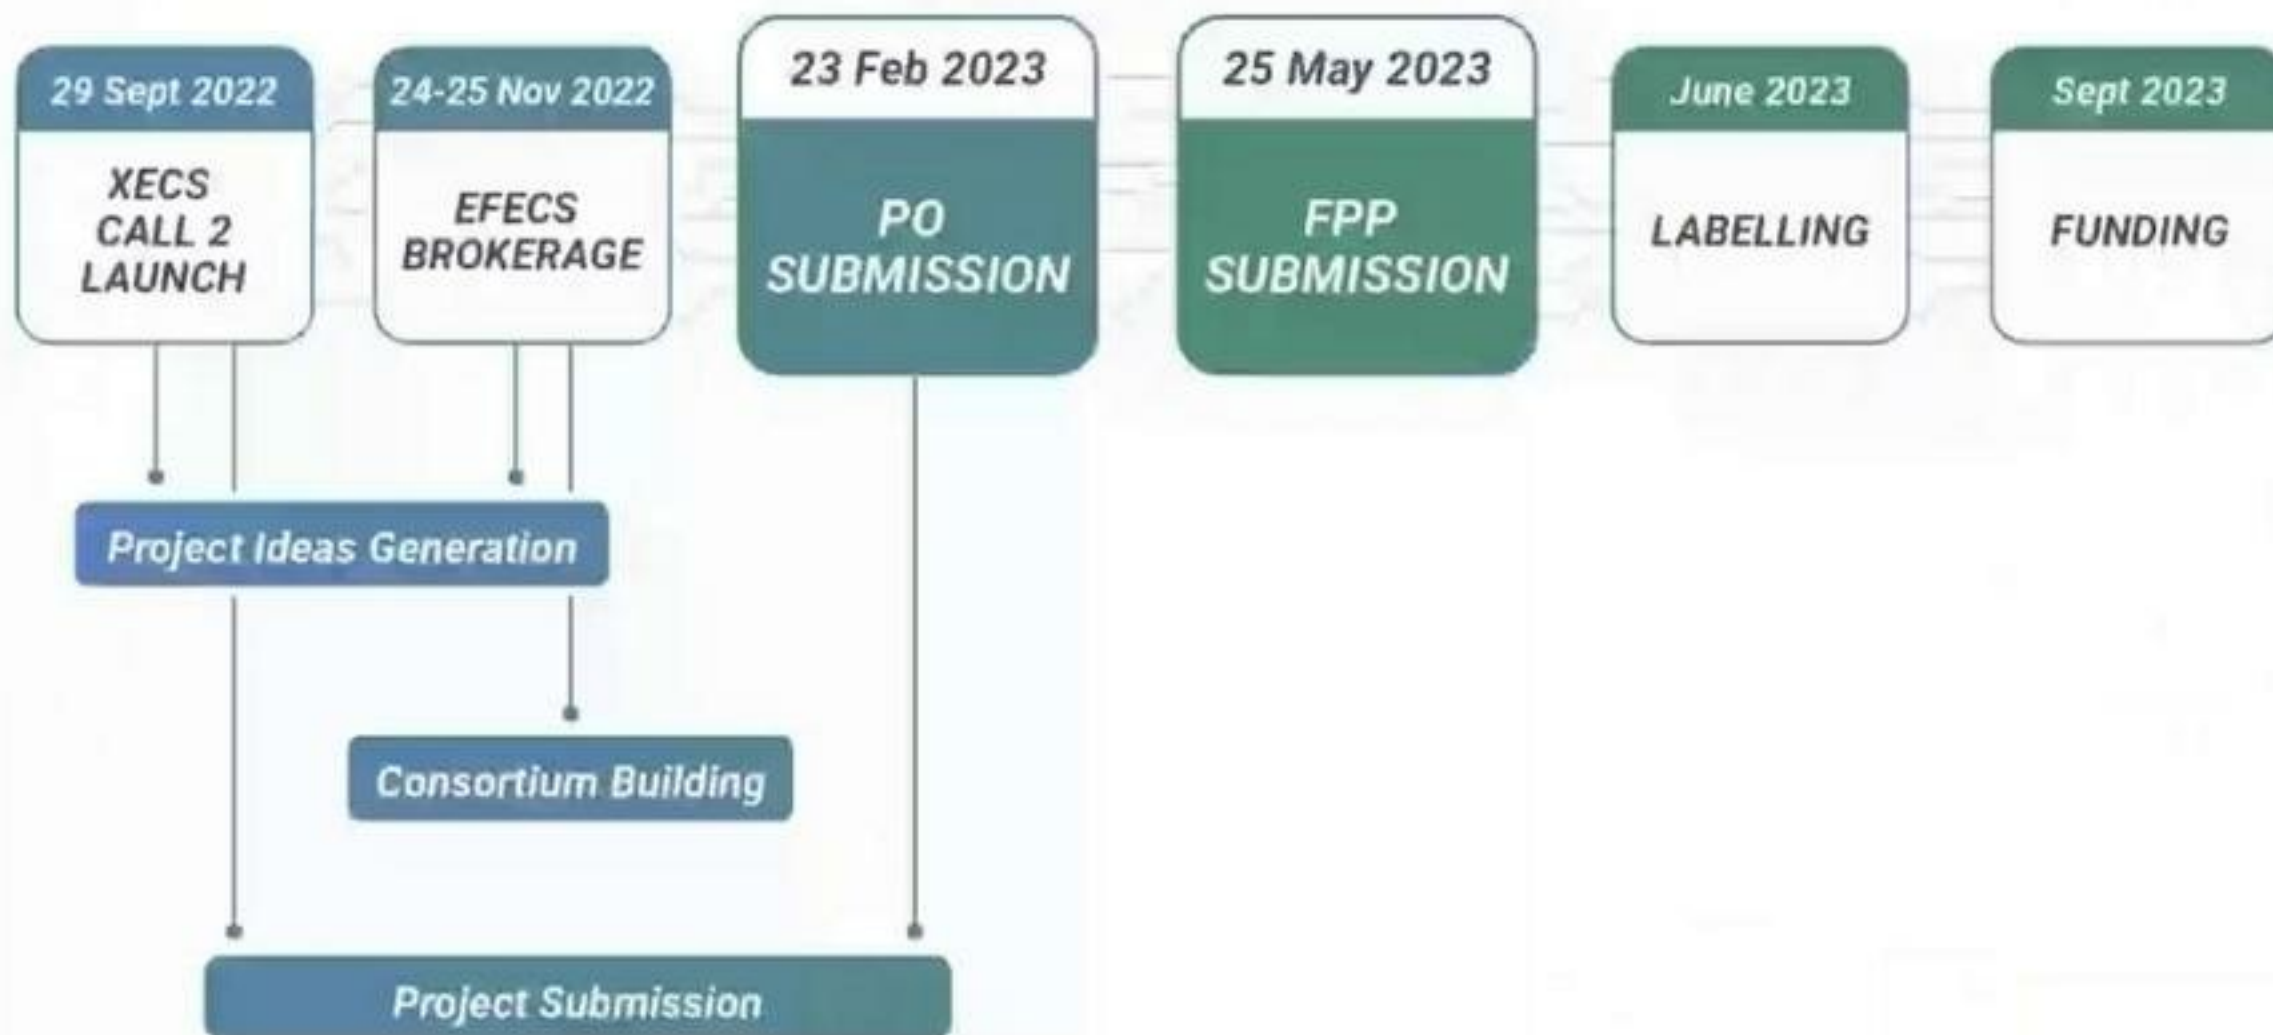 29 Sept 2022
XECS
CALL 2
LAUNCH
24-25 Nov 2022
EFECS
BROKERAGE
23 Feb 2023
PO
SUBMISSION
25 May 2023
FPP
SUBMISSION
June 2023
LABELLING
Sept 2023
FUNDING
Project Ideas Generation
Consortium Building
Project Submission